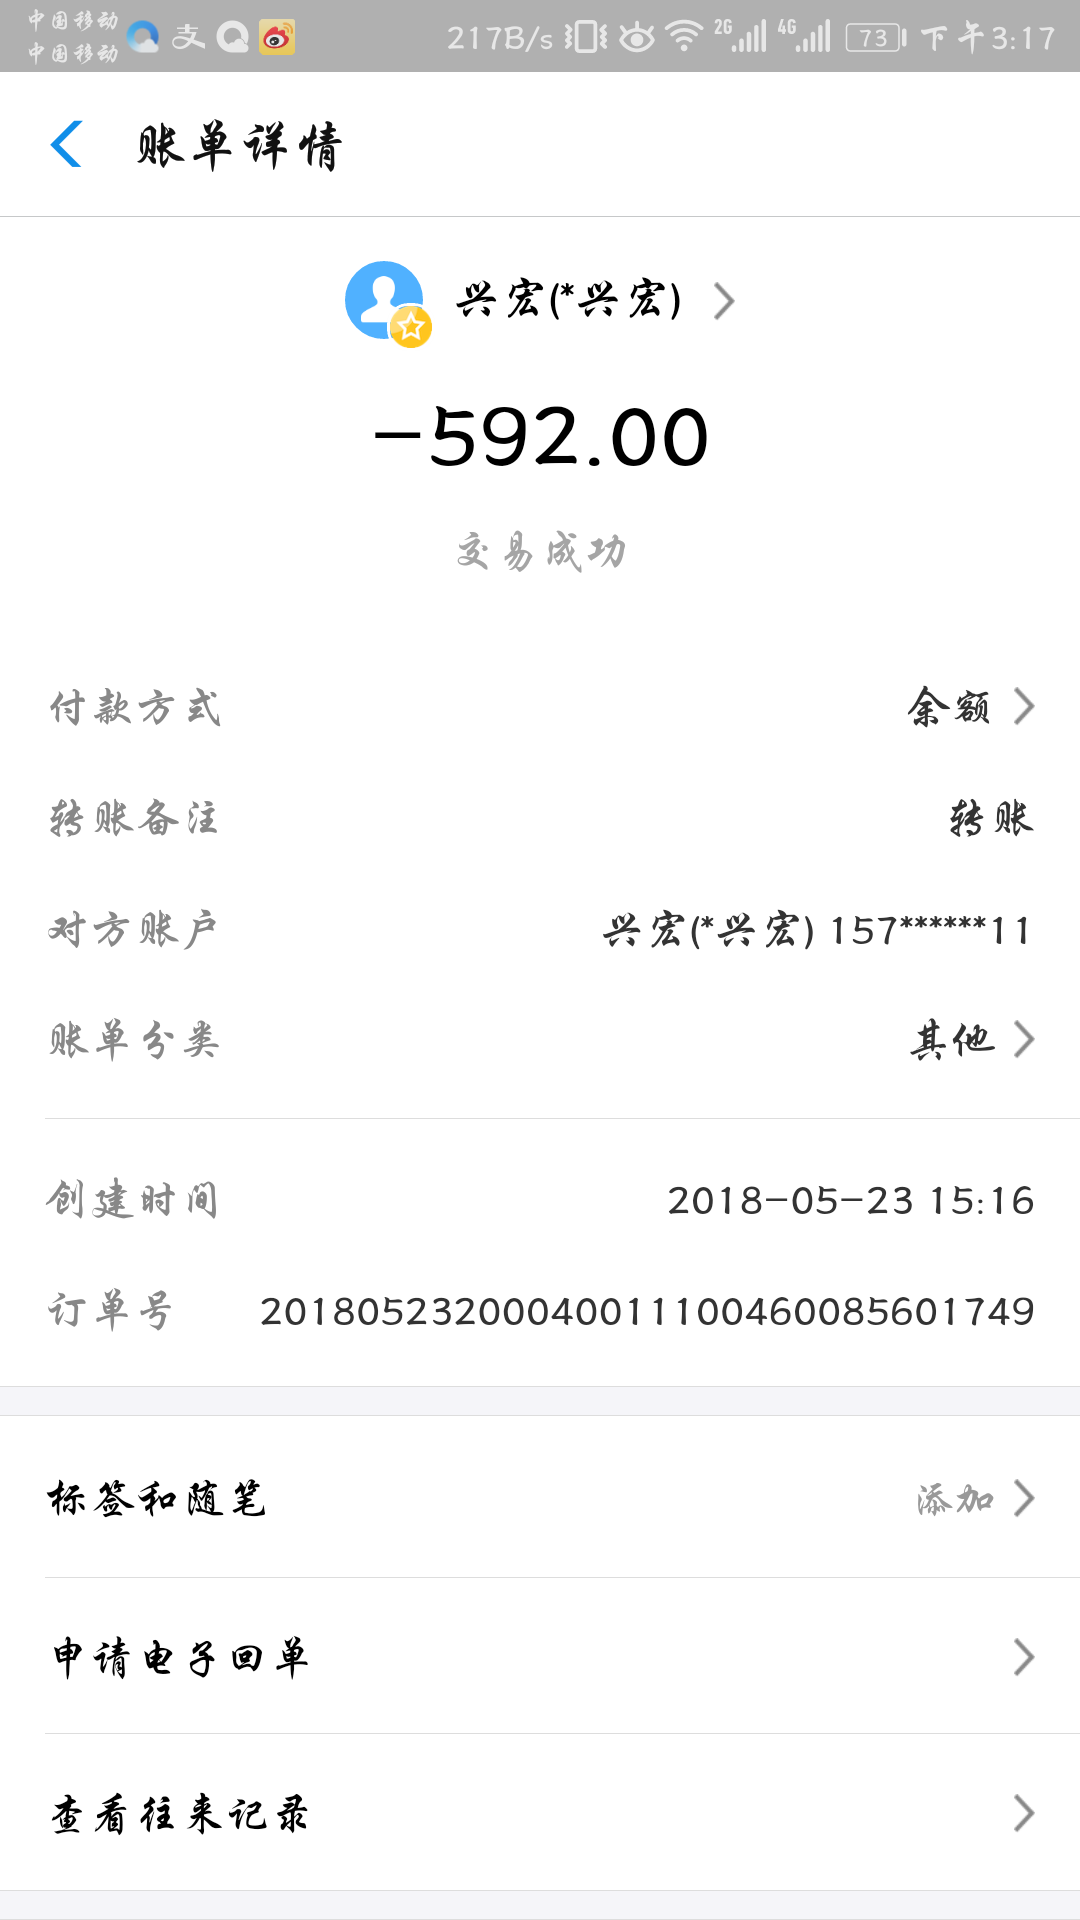 中国移动
中国移动
217B/s 2G 4G 73 下午3:17
账单详情
兴宏(*兴宏)
-592.00
交易成功
付款方式 余额
转账备注 转账
对方账户 兴宏(*兴宏) 157******11
账单分类 其他
创建时间 2018-05-23 15:16
订单号 20180523200040011100460085601749
标签和随笔 添加
申请电子回单
查看往来记录